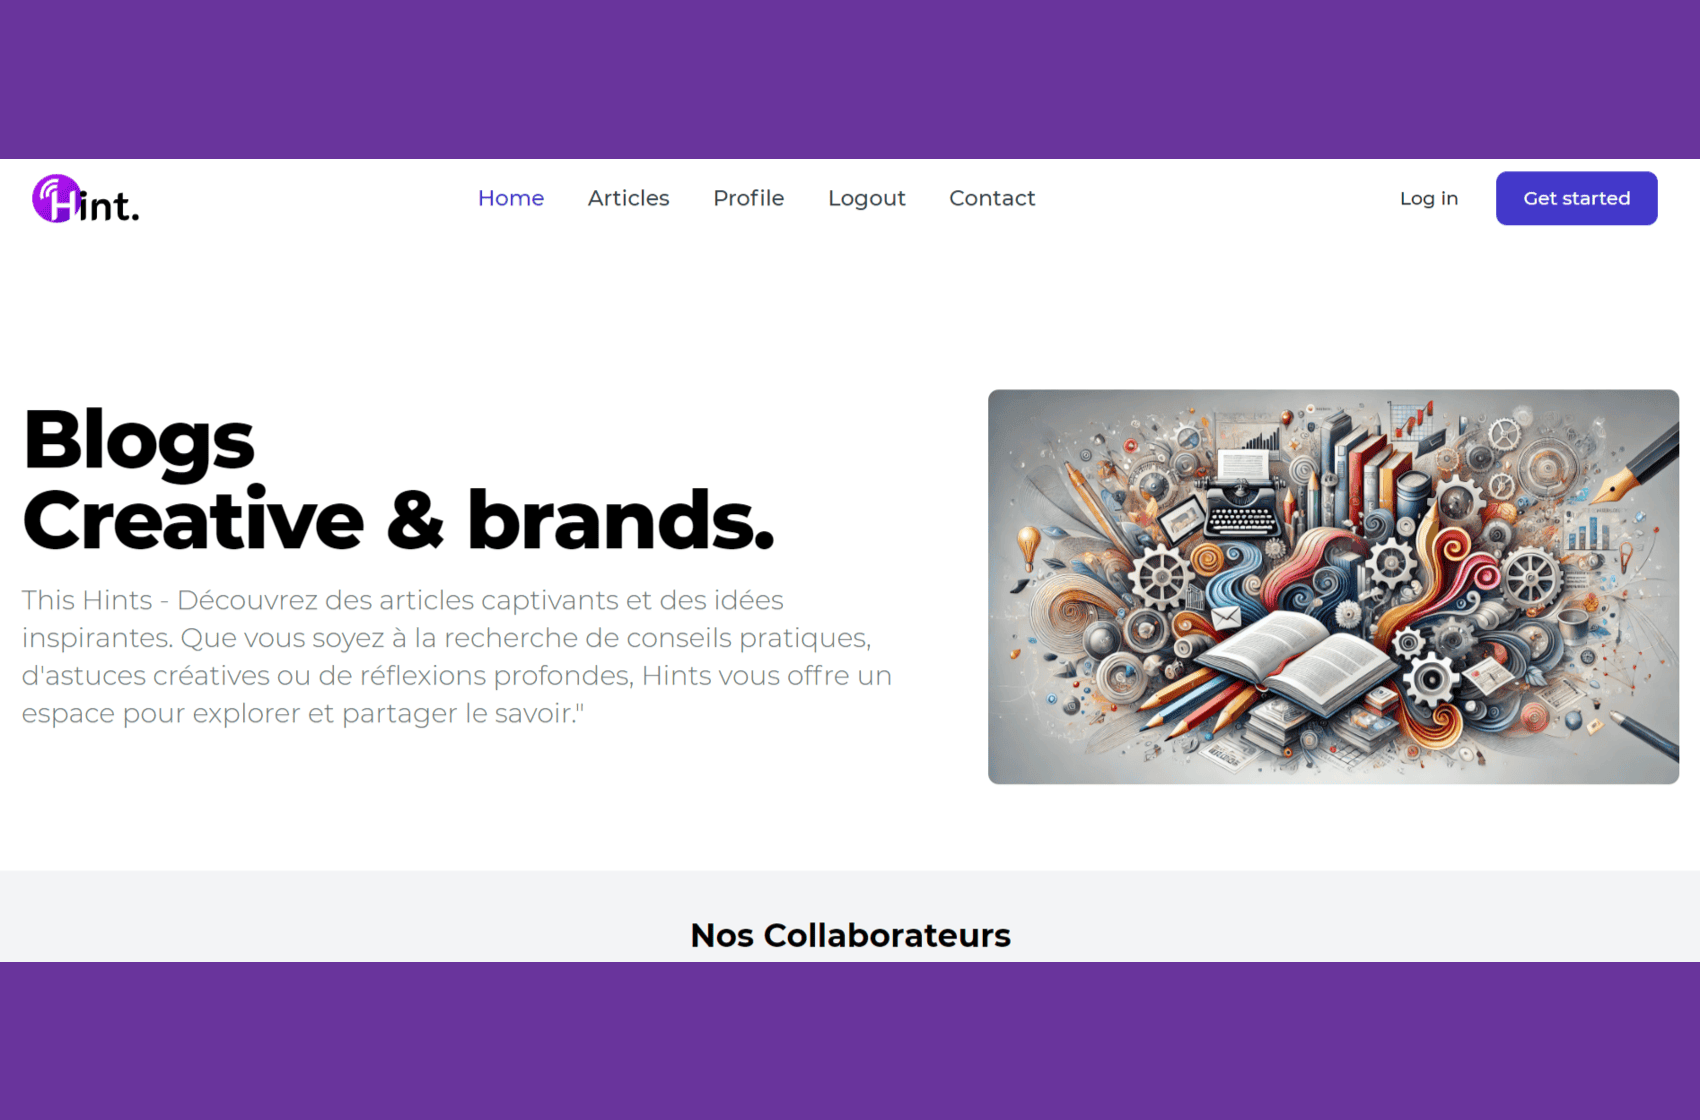 Hint.
Home Articles Profile Logout Contact Log in Get started
Blogs
Creative & brands.
This Hints - Découvrez des articles captivants et des idées
inspirantes. Que vous soyez à la recherche de conseils pratiques,
d'astuces créatives ou de réflexions profondes, Hints vous offre un
espace pour explorer et partager le savoir."
Nos Collaborateurs